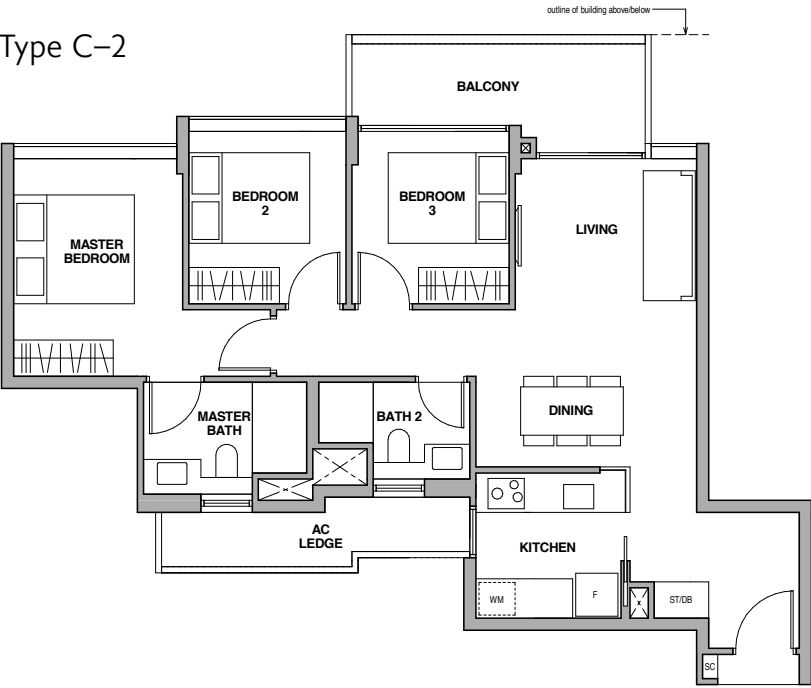 outline of building above/below
Type C–2
BALCONY
BEDROOM
2
BEDROOM
3
LIVING
MASTER
BEDROOM
DINING
MASTER
BATH
BATH 2
AC
LEDGE
KITCHEN
WM
F
ST/DB
SC